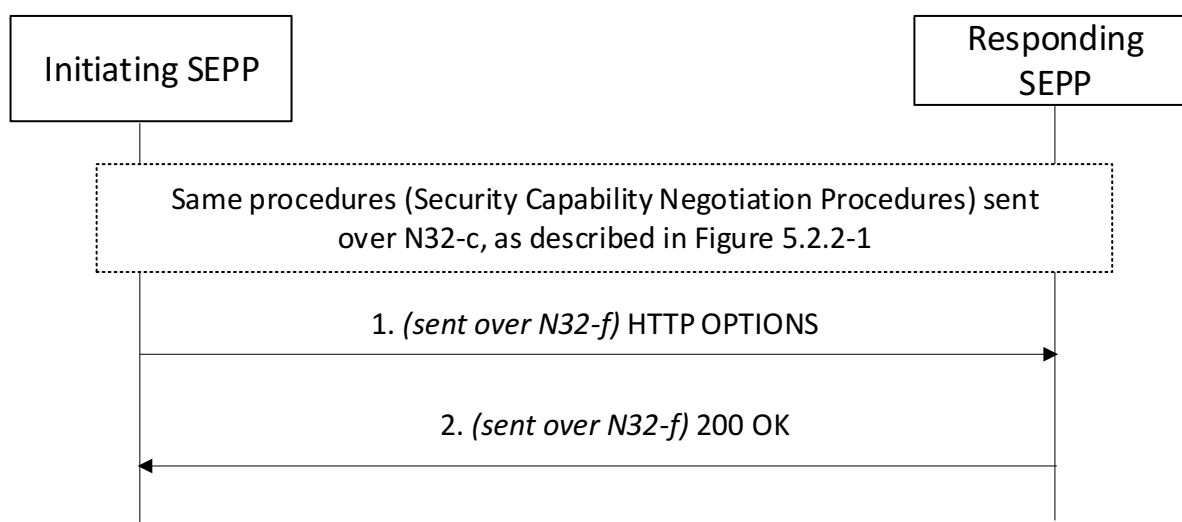 Initiating SEPP
Responding
SEPP
Same procedures (Security Capability Negotiation Procedures) sent
over N32-c, as described in Figure 5.2.2-1
1. (sent over N32-f) HTTP OPTIONS
2. (sent over N32-f) 200 OK